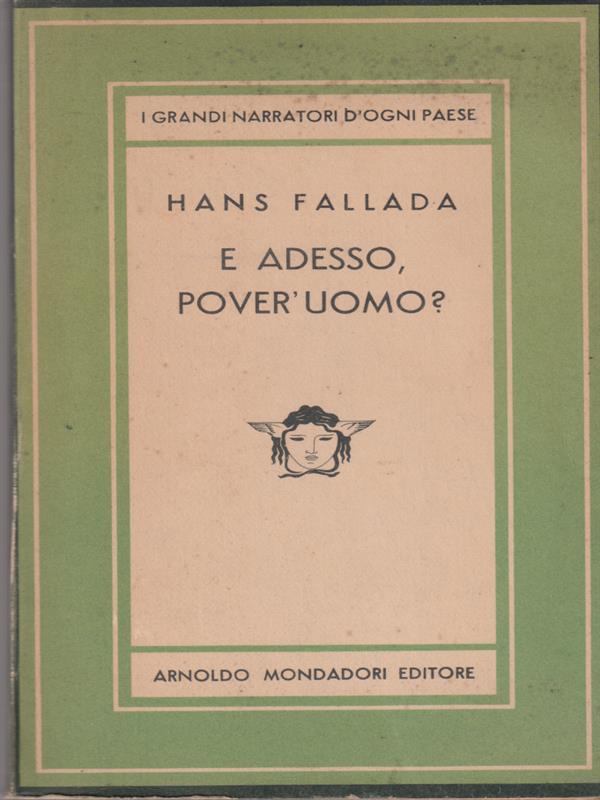 I GRANDI NARRATORI D'OGNI PAESE
HANS FALLADA
E ADESSO,
POVER'UOMO?
ARNOLDO MONDADORI EDITORE